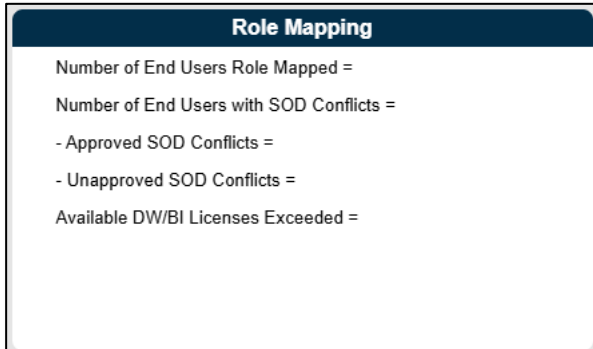 Role Mapping
Number of End Users Role Mapped =
Number of End Users with SOD Conflicts =
- Approved SOD Conflicts =
- Unapproved SOD Conflicts =
Available DW/BI Licenses Exceeded =